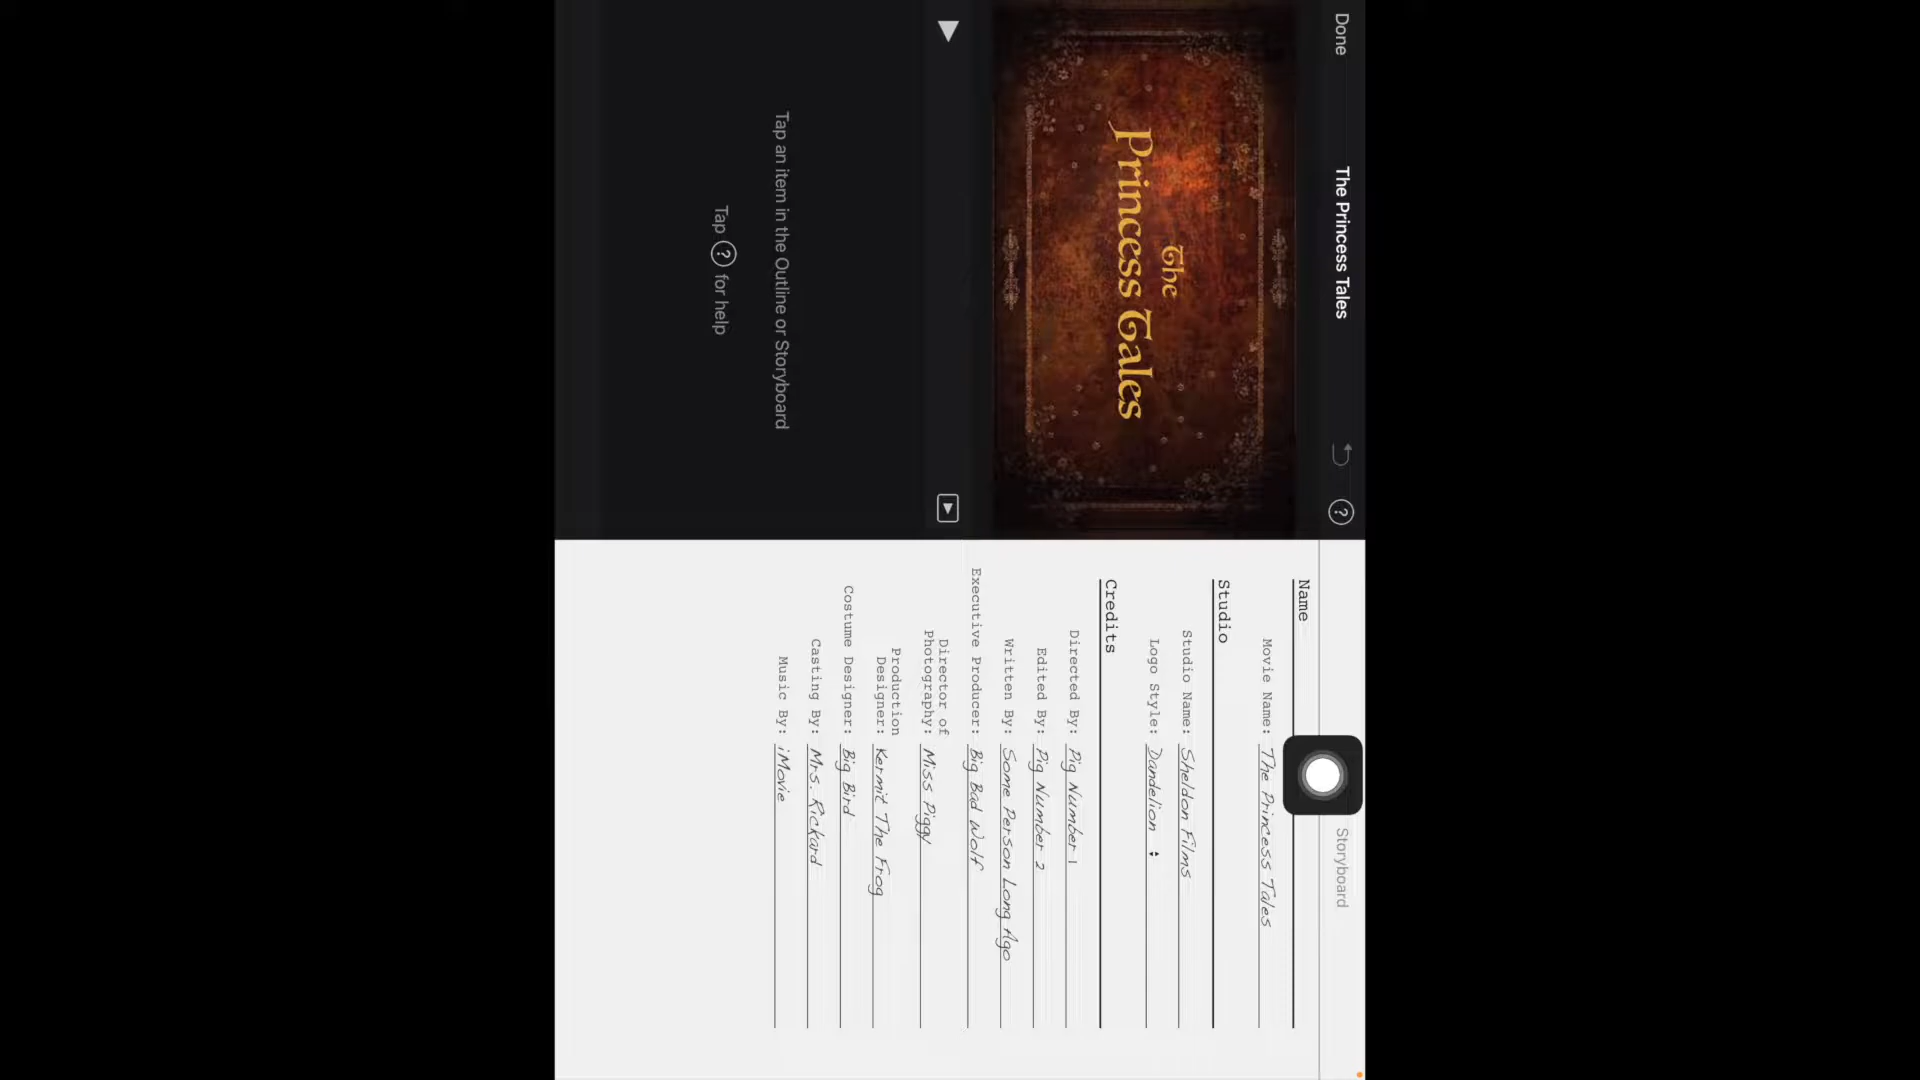 Done
The Princess Tales
?
The
Princess Tales
Tap an item in the Outline or Storyboard
Tap ? for help
Storyboard
Name
Movie Name: The Princess Tales
Studio
Studio Name: Sheldon Films
Logo Style: Dandelion
Credits
Directed By: Pig Number 1
Edited By: Pig Number 2
Written By: Some Person Long Ago
Executive Producer: Big Bad Wolf
Director of
Photography: Miss Piggy
Production
Designer: Kermit The Frog
Costume Designer: Big Bird
Casting By: Mrs. Rickard
Music By: iMovie